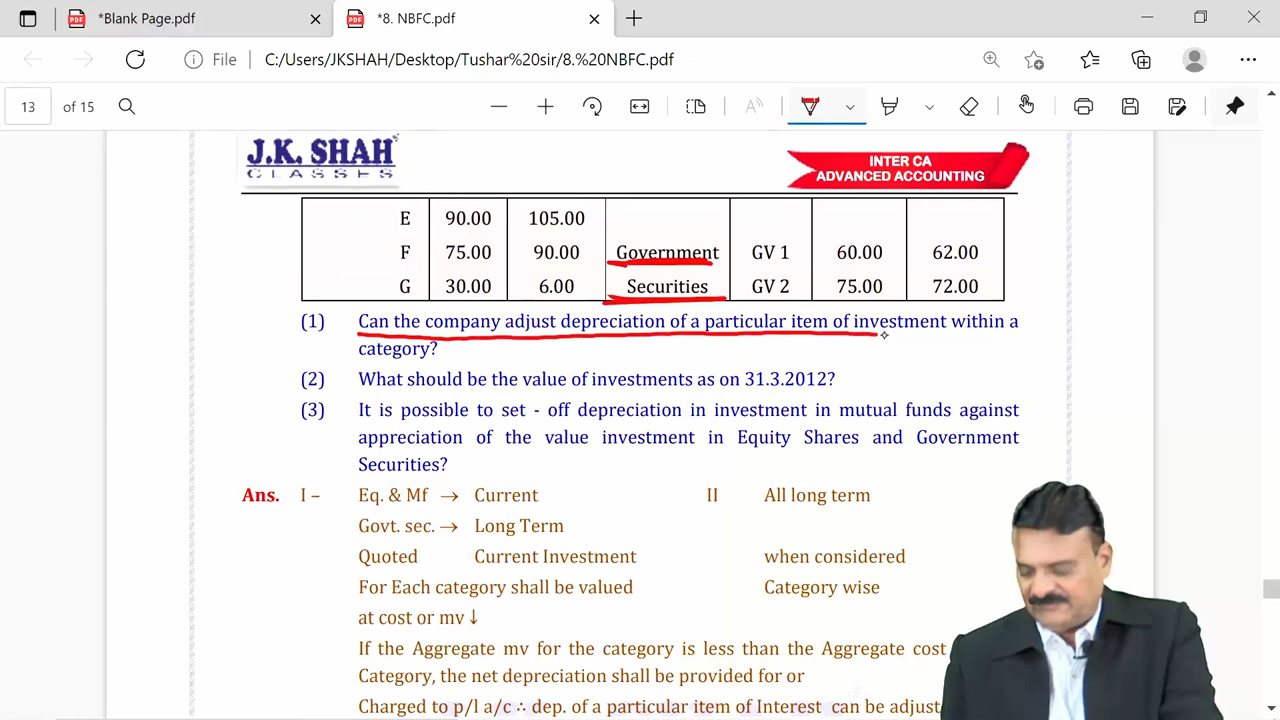 *Blank Page.pdf
*8. NBFC.pdf
File C:/Users/JKSHAH/Desktop/Tushar%20sir/8.%20NBFC.pdf
13 of 15
J.K. SHAH
CLASSES
INTER CA
ADVANCED ACCOUNTING
E 90.00 105.00
F 75.00 90.00 Government GV 1 60.00 62.00
G 30.00 6.00 Securities GV 2 75.00 72.00
(1) Can the company adjust depreciation of a particular item of investment within a
category?
(2) What should be the value of investments as on 31.3.2012?
(3) It is possible to set - off depreciation in investment in mutual funds against
appreciation of the value investment in Equity Shares and Government
Securities?
Ans. I – Eq. & Mf → Current II All long term
Govt. sec. → Long Term
Quoted Current Investment when considered
For Each category shall be valued Category wise
at cost or mv ↓
If the Aggregate mv for the category is less than the Aggregate cost
Category, the net depreciation shall be provided for or
Charged to p/l a/c ∴ dep. of a particular item of Interest can be adjust